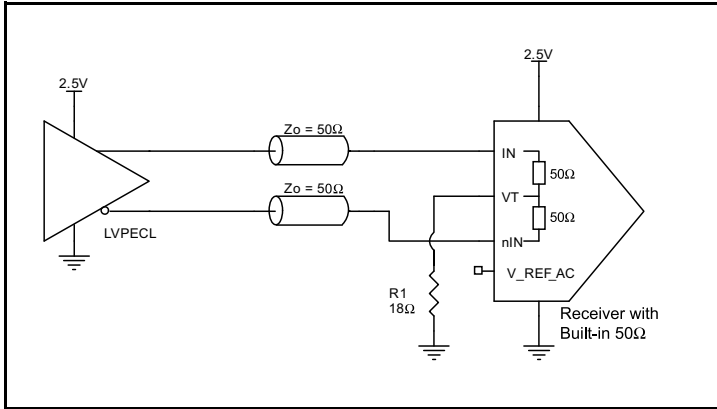 2.5V
2.5V
Zo = 50Ω
IN
50Ω
Zo = 50Ω
VT
50Ω
LVPECL
nIN
V_REF_AC
R1
18Ω
Receiver with
Built-in 50Ω